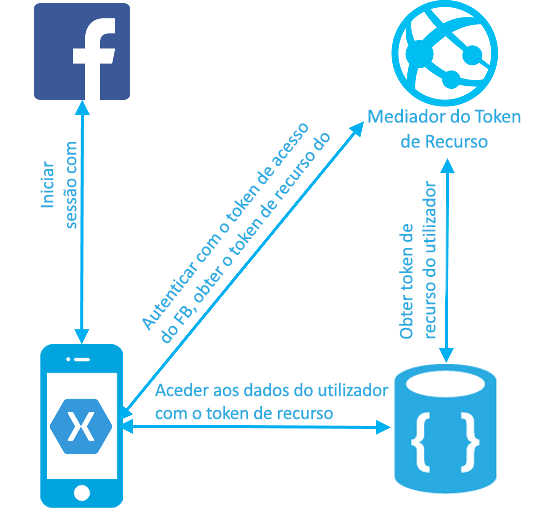 Mediador do Token
de Recurso
Iniciar
sessão com
Autenticar com o token de acesso
do FB, obter o token de recurso do
Obter token de
recurso do utilizador
Aceder aos dados do utilizador
com o token de recurso